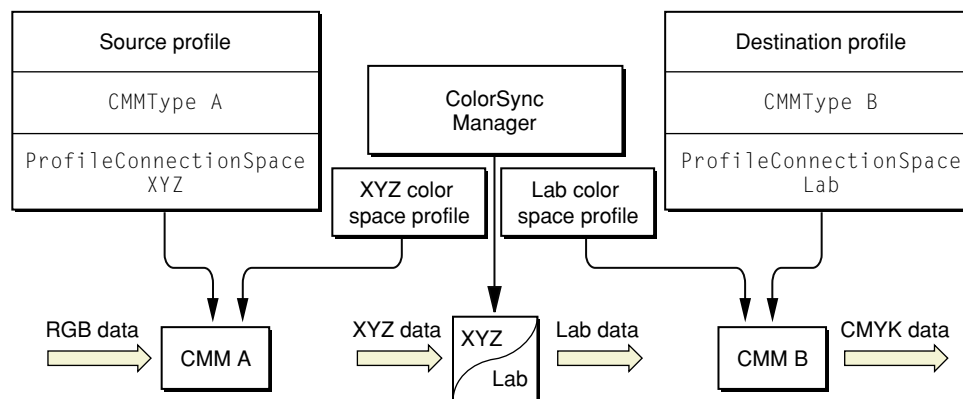 Source profile
CMMType A
ProfileConnectionSpace
XYZ
ColorSync
Manager
Destination profile
CMMType B
ProfileConnectionSpace
Lab
XYZ color
space profile
Lab color
space profile
RGB data
CMM A
XYZ data
XYZ
Lab
Lab data
CMM B
CMYK data